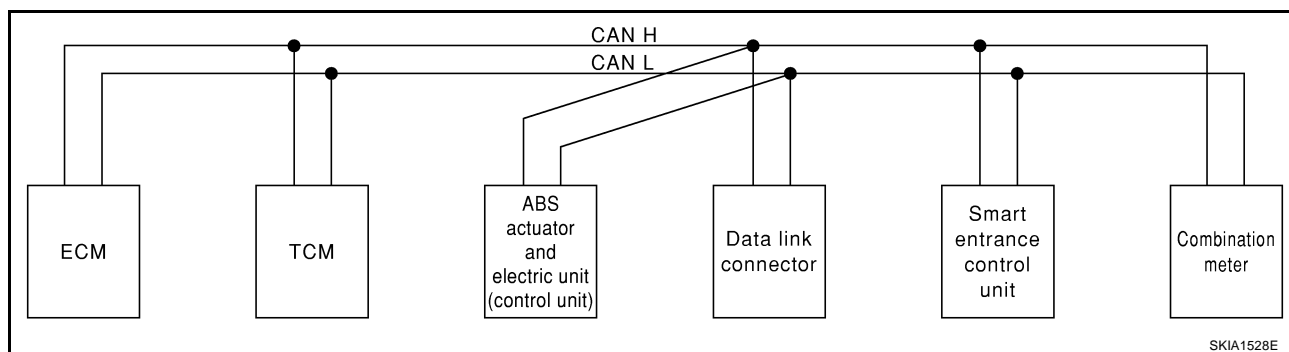 CAN H
CAN L
ECM
TCM
ABS
actuator
and
electric unit
(control unit)
Data link
connector
Smart
entrance
control
unit
Combination
meter
SKIA1528E